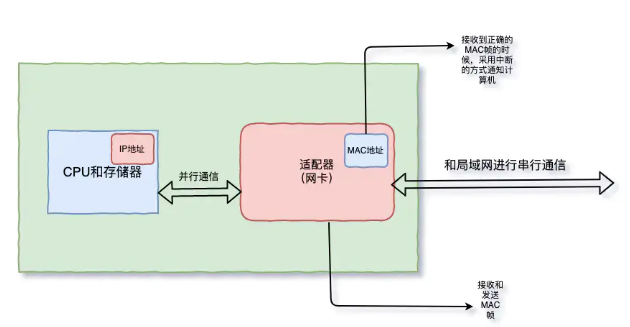 接收到正确的
MAC帧的时
候，采用中断
的方式通知计
算机
IP地址
CPU和存储器
并行通信
适配器
（网卡）
MAC地址
和局域网进行串行通信
接收和
发送
MAC
帧